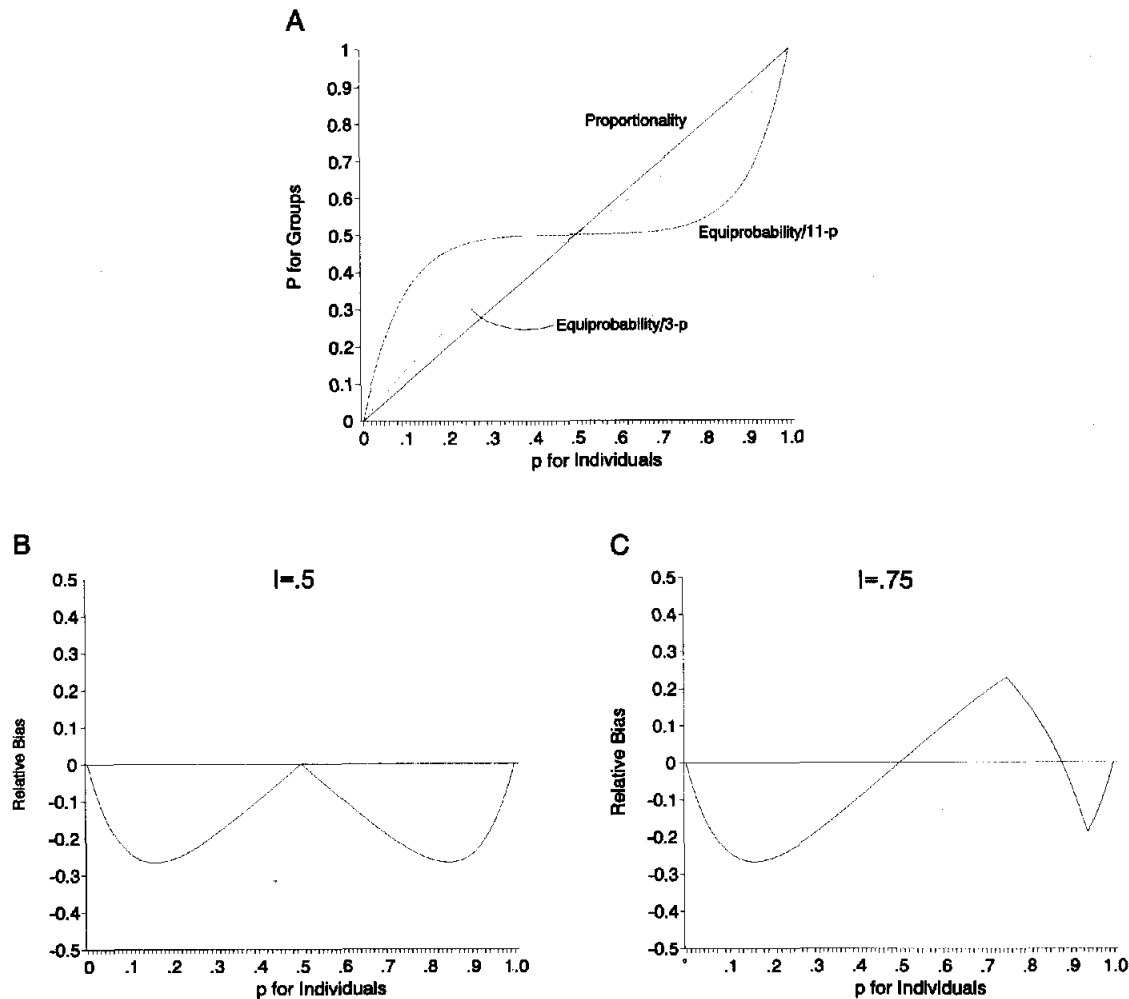 A
1
0.9
0.8
0.7
0.6
0.5
0.4
0.3
0.2
0.1
0
P for Groups
Proportionality
Equiprobability/11-p
Equiprobability/3-p
0 .1 .2 .3 .4 .5 .6 .7 .8 .9 1.0
p for Individuals
B
I=.5
0.5
0.4
0.3
0.2
0.1
0
-0.1
-0.2
-0.3
-0.4
-0.5
Relative Bias
0 .1 .2 .3 .4 .5 .6 .7 .8 .9 1.0
p for Individuals
C
I=.75
0.5
0.4
0.3
0.2
0.1
0
-0.1
-0.2
-0.3
-0.4
-0.5
Relative Bias
.1 .2 .3 .4 .5 .6 .7 .8 .9 1.0
p for Individuals